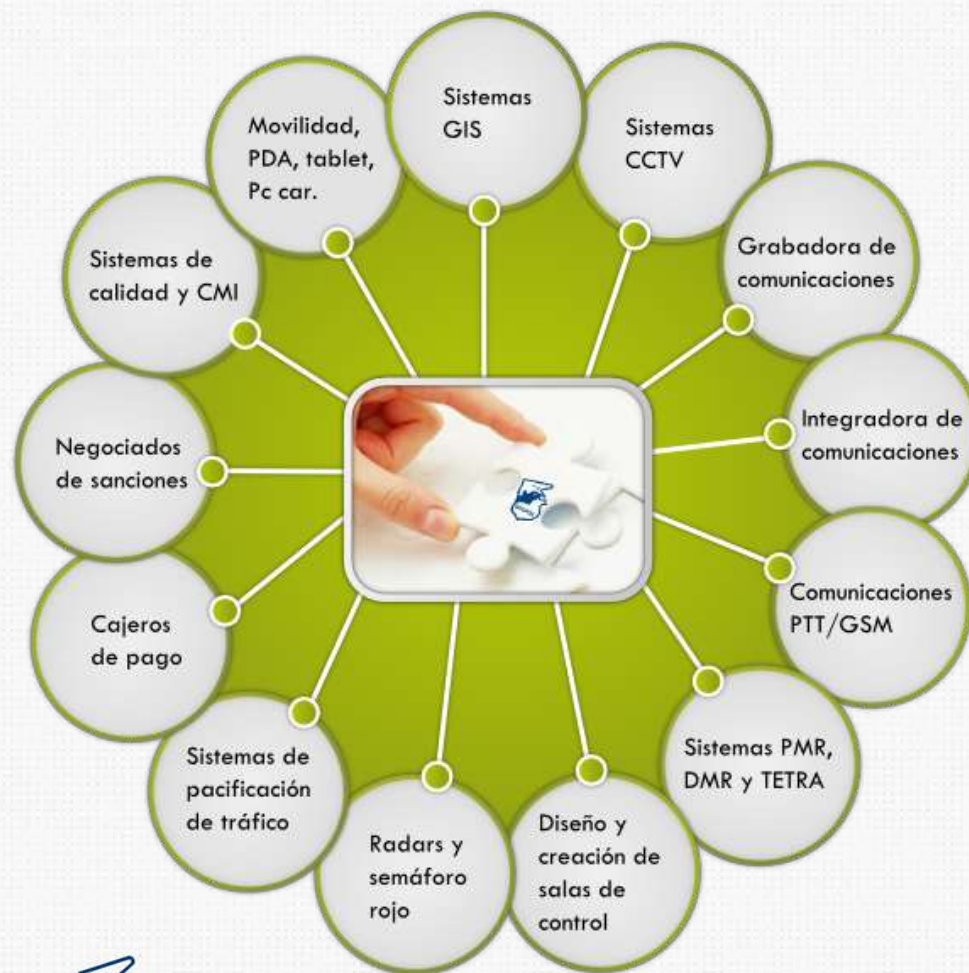 Sistemas
GIS
Sistemas
CCTV
Grabadora de
comunicaciones
Integradora de
comunicaciones
Comunicaciones
PTT/GSM
Sistemas PMR,
DMR y TETRA
Diseño y
creación de
salas de
control
Radars y
semáforo
rojo
Sistemas de
pacificación
de tráfico
Cajeros
de pago
Negociados
de sanciones
Sistemas de
calidad y CMI
Movilidad,
PDA, tablet,
Pc car.